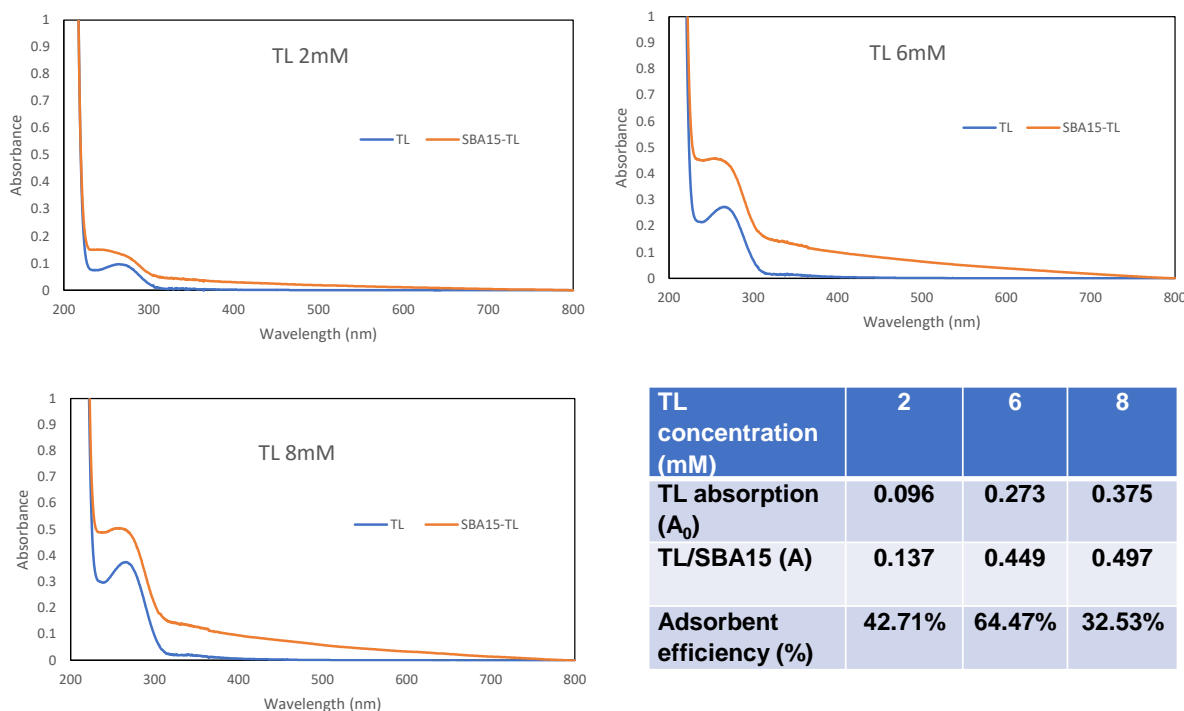 TL 2mM
TL
SBA15-TL
Absorbance
1
0.9
0.8
0.7
0.6
0.5
0.4
0.3
0.2
0.1
0
200 300 400 500 600 700 800
Wavelength (nm)
TL 6mM
TL
SBA15-TL
Absorbance
1
0.9
0.8
0.7
0.6
0.5
0.4
0.3
0.2
0.1
0
200 300 400 500 600 700 800
Wavelength (nm)
TL 8mM
TL
SBA15-TL
Absorbance
1
0.9
0.8
0.7
0.6
0.5
0.4
0.3
0.2
0.1
0
200 300 400 500 600 700 800
Wavelength (nm)
TL 2 6 8
concentration
(mM)
TL absorption 0.096 0.273 0.375
(A₀)
TL/SBA15 (A) 0.137 0.449 0.497
Adsorbent 42.71% 64.47% 32.53%
efficiency (%)